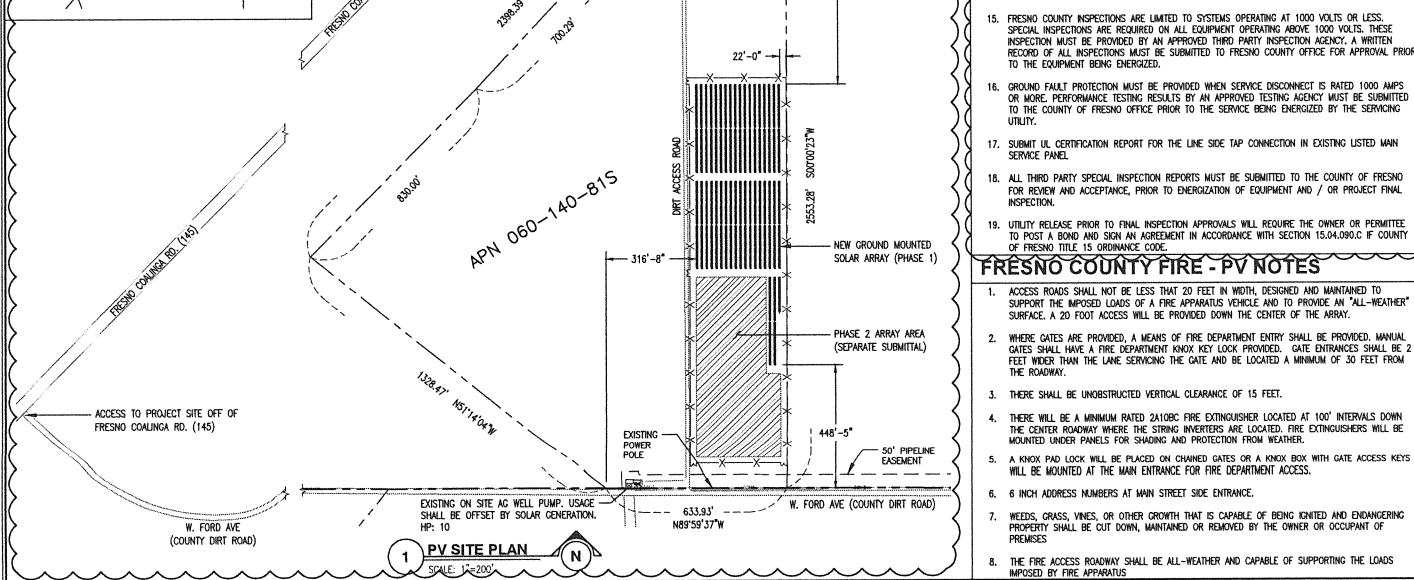 FRESNO CO
2398.39'
700.29'
22'-0"
830.00'
DIRT ACCESS ROAD
2553.28' S00°00'23"W
APN 060-140-81S
316'-8"
NEW GROUND MOUNTED
SOLAR ARRAY (PHASE 1)
FRESNO COALINGA RD. (145)
PHASE 2 ARRAY AREA
(SEPARATE SUBMITTAL)
1328.47' N51°14'04"W
ACCESS TO PROJECT SITE OFF OF
FRESNO COALINGA RD. (145)
EXISTING
POWER
POLE
448'-5"
50' PIPELINE
EASEMENT
EXISTING ON SITE AG WELL PUMP. USAGE
SHALL BE OFFSET BY SOLAR GENERATION.
HP: 10
633.93'
N89°59'37"W
W. FORD AVE (COUNTY DIRT ROAD)
W. FORD AVE
(COUNTY DIRT ROAD)
1 PV SITE PLAN N
SCALE: 1"=200'
15. FRESNO COUNTY INSPECTIONS ARE LIMITED TO SYSTEMS OPERATING AT 1000 VOLTS OR LESS.
SPECIAL INSPECTIONS ARE REQUIRED ON ALL EQUIPMENT OPERATING ABOVE 1000 VOLTS. THESE
INSPECTION MUST BE PROVIDED BY AN APPROVED THIRD PARTY INSPECTION AGENCY. A WRITTEN
RECORD OF ALL INSPECTIONS MUST BE SUBMITTED TO FRESNO COUNTY OFFICE FOR APPROVAL PRIOR
TO THE EQUIPMENT BEING ENERGIZED.
16. GROUND FAULT PROTECTION MUST BE PROVIDED WHEN SERVICE DISCONNECT IS RATED 1000 AMPS
OR MORE. PERFORMANCE TESTING RESULTS BY AN APPROVED TESTING AGENCY MUST BE SUBMITTED
TO THE COUNTY OF FRESNO OFFICE PRIOR TO THE SERVICE BEING ENERGIZED BY THE SERVICING
UTILITY.
17. SUBMIT UL CERTIFICATION REPORT FOR THE LINE SIDE TAP CONNECTION IN EXISTING LISTED MAIN
SERVICE PANEL
18. ALL THIRD PARTY SPECIAL INSPECTION REPORTS MUST BE SUBMITTED TO THE COUNTY OF FRESNO
FOR REVIEW AND ACCEPTANCE, PRIOR TO ENERGIZATION OF EQUIPMENT AND / OR PROJECT FINAL
INSPECTION.
19. UTILITY RELEASE PRIOR TO FINAL INSPECTION APPROVALS WILL REQUIRE THE OWNER OR PERMITTEE
TO POST A BOND AND SIGN AN AGREEMENT IN ACCORDANCE WITH SECTION 15.04.090.C IF COUNTY
OF FRESNO TITLE 15 ORDINANCE CODE.
FRESNO COUNTY FIRE - PV NOTES
1. ACCESS ROADS SHALL NOT BE LESS THAT 20 FEET IN WIDTH, DESIGNED AND MAINTAINED TO
SUPPORT THE IMPOSED LOADS OF A FIRE APPARATUS VEHICLE AND TO PROVIDE AN "ALL-WEATHER"
SURFACE. A 20 FOOT ACCESS WILL BE PROVIDED DOWN THE CENTER OF THE ARRAY.
2. WHERE GATES ARE PROVIDED, A MEANS OF FIRE DEPARTMENT ENTRY SHALL BE PROVIDED. MANUAL
GATES SHALL HAVE A FIRE DEPARTMENT KNOX KEY LOCK PROVIDED. GATE ENTRANCES SHALL BE 2
FEET WIDER THAN THE LANE SERVICING THE GATE AND BE LOCATED A MINIMUM OF 30 FEET FROM
THE ROADWAY.
3. THERE SHALL BE UNOBSTRUCTED VERTICAL CLEARANCE OF 15 FEET.
4. THERE WILL BE A MINIMUM RATED 2A10BC FIRE EXTINGUISHER LOCATED AT 100' INTERVALS DOWN
THE CENTER ROADWAY WHERE THE STRING INVERTERS ARE LOCATED. FIRE EXTINGUISHERS WILL BE
MOUNTED UNDER PANELS FOR SHADING AND PROTECTION FROM WEATHER.
5. A KNOX PAD LOCK WILL BE PLACED ON CHAINED GATES OR A KNOX BOX WITH GATE ACCESS KEYS
WILL BE MOUNTED AT THE MAIN ENTRANCE FOR FIRE DEPARTMENT ACCESS.
6. 6 INCH ADDRESS NUMBERS AT MAIN STREET SIDE ENTRANCE.
7. WEEDS, GRASS, VINES, OR OTHER GROWTH THAT IS CAPABLE OF BEING IGNITED AND ENDANGERING
PROPERTY SHALL BE CUT DOWN, MAINTAINED OR REMOVED BY THE OWNER OR OCCUPANT OF
PREMISES
8. THE FIRE ACCESS ROADWAY SHALL BE ALL-WEATHER AND CAPABLE OF SUPPORTING THE LOADS
IMPOSED BY FIRE APPARATUS